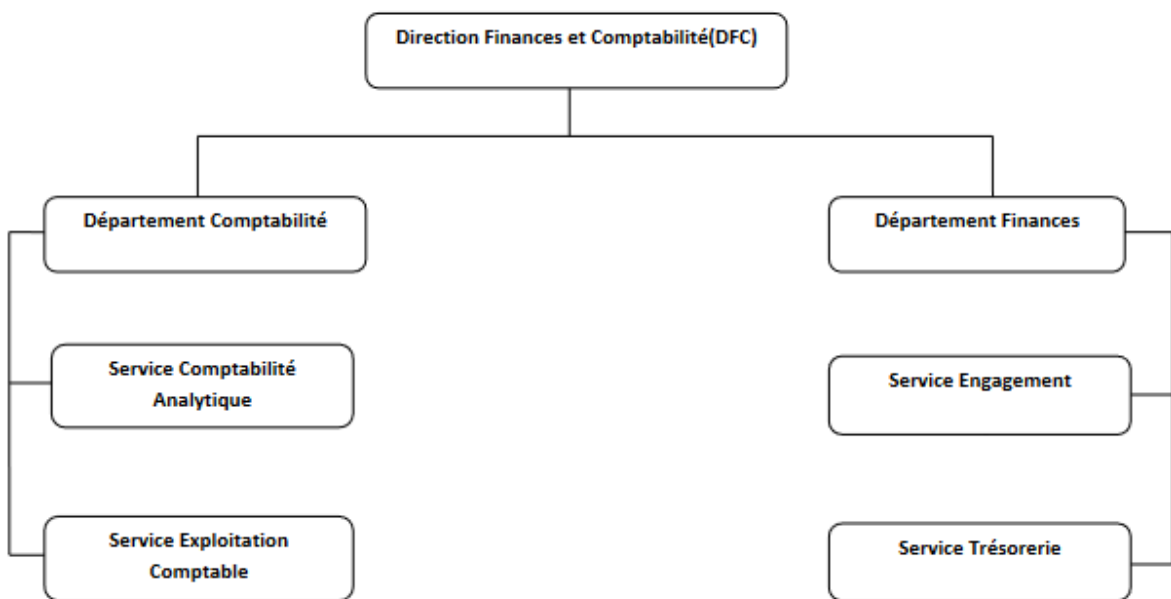 Direction Finances et Comptabilité(DFC)
Département Comptabilité
Département Finances
Service Comptabilité
Analytique
Service Engagement
Service Exploitation
Comptable
Service Trésorerie